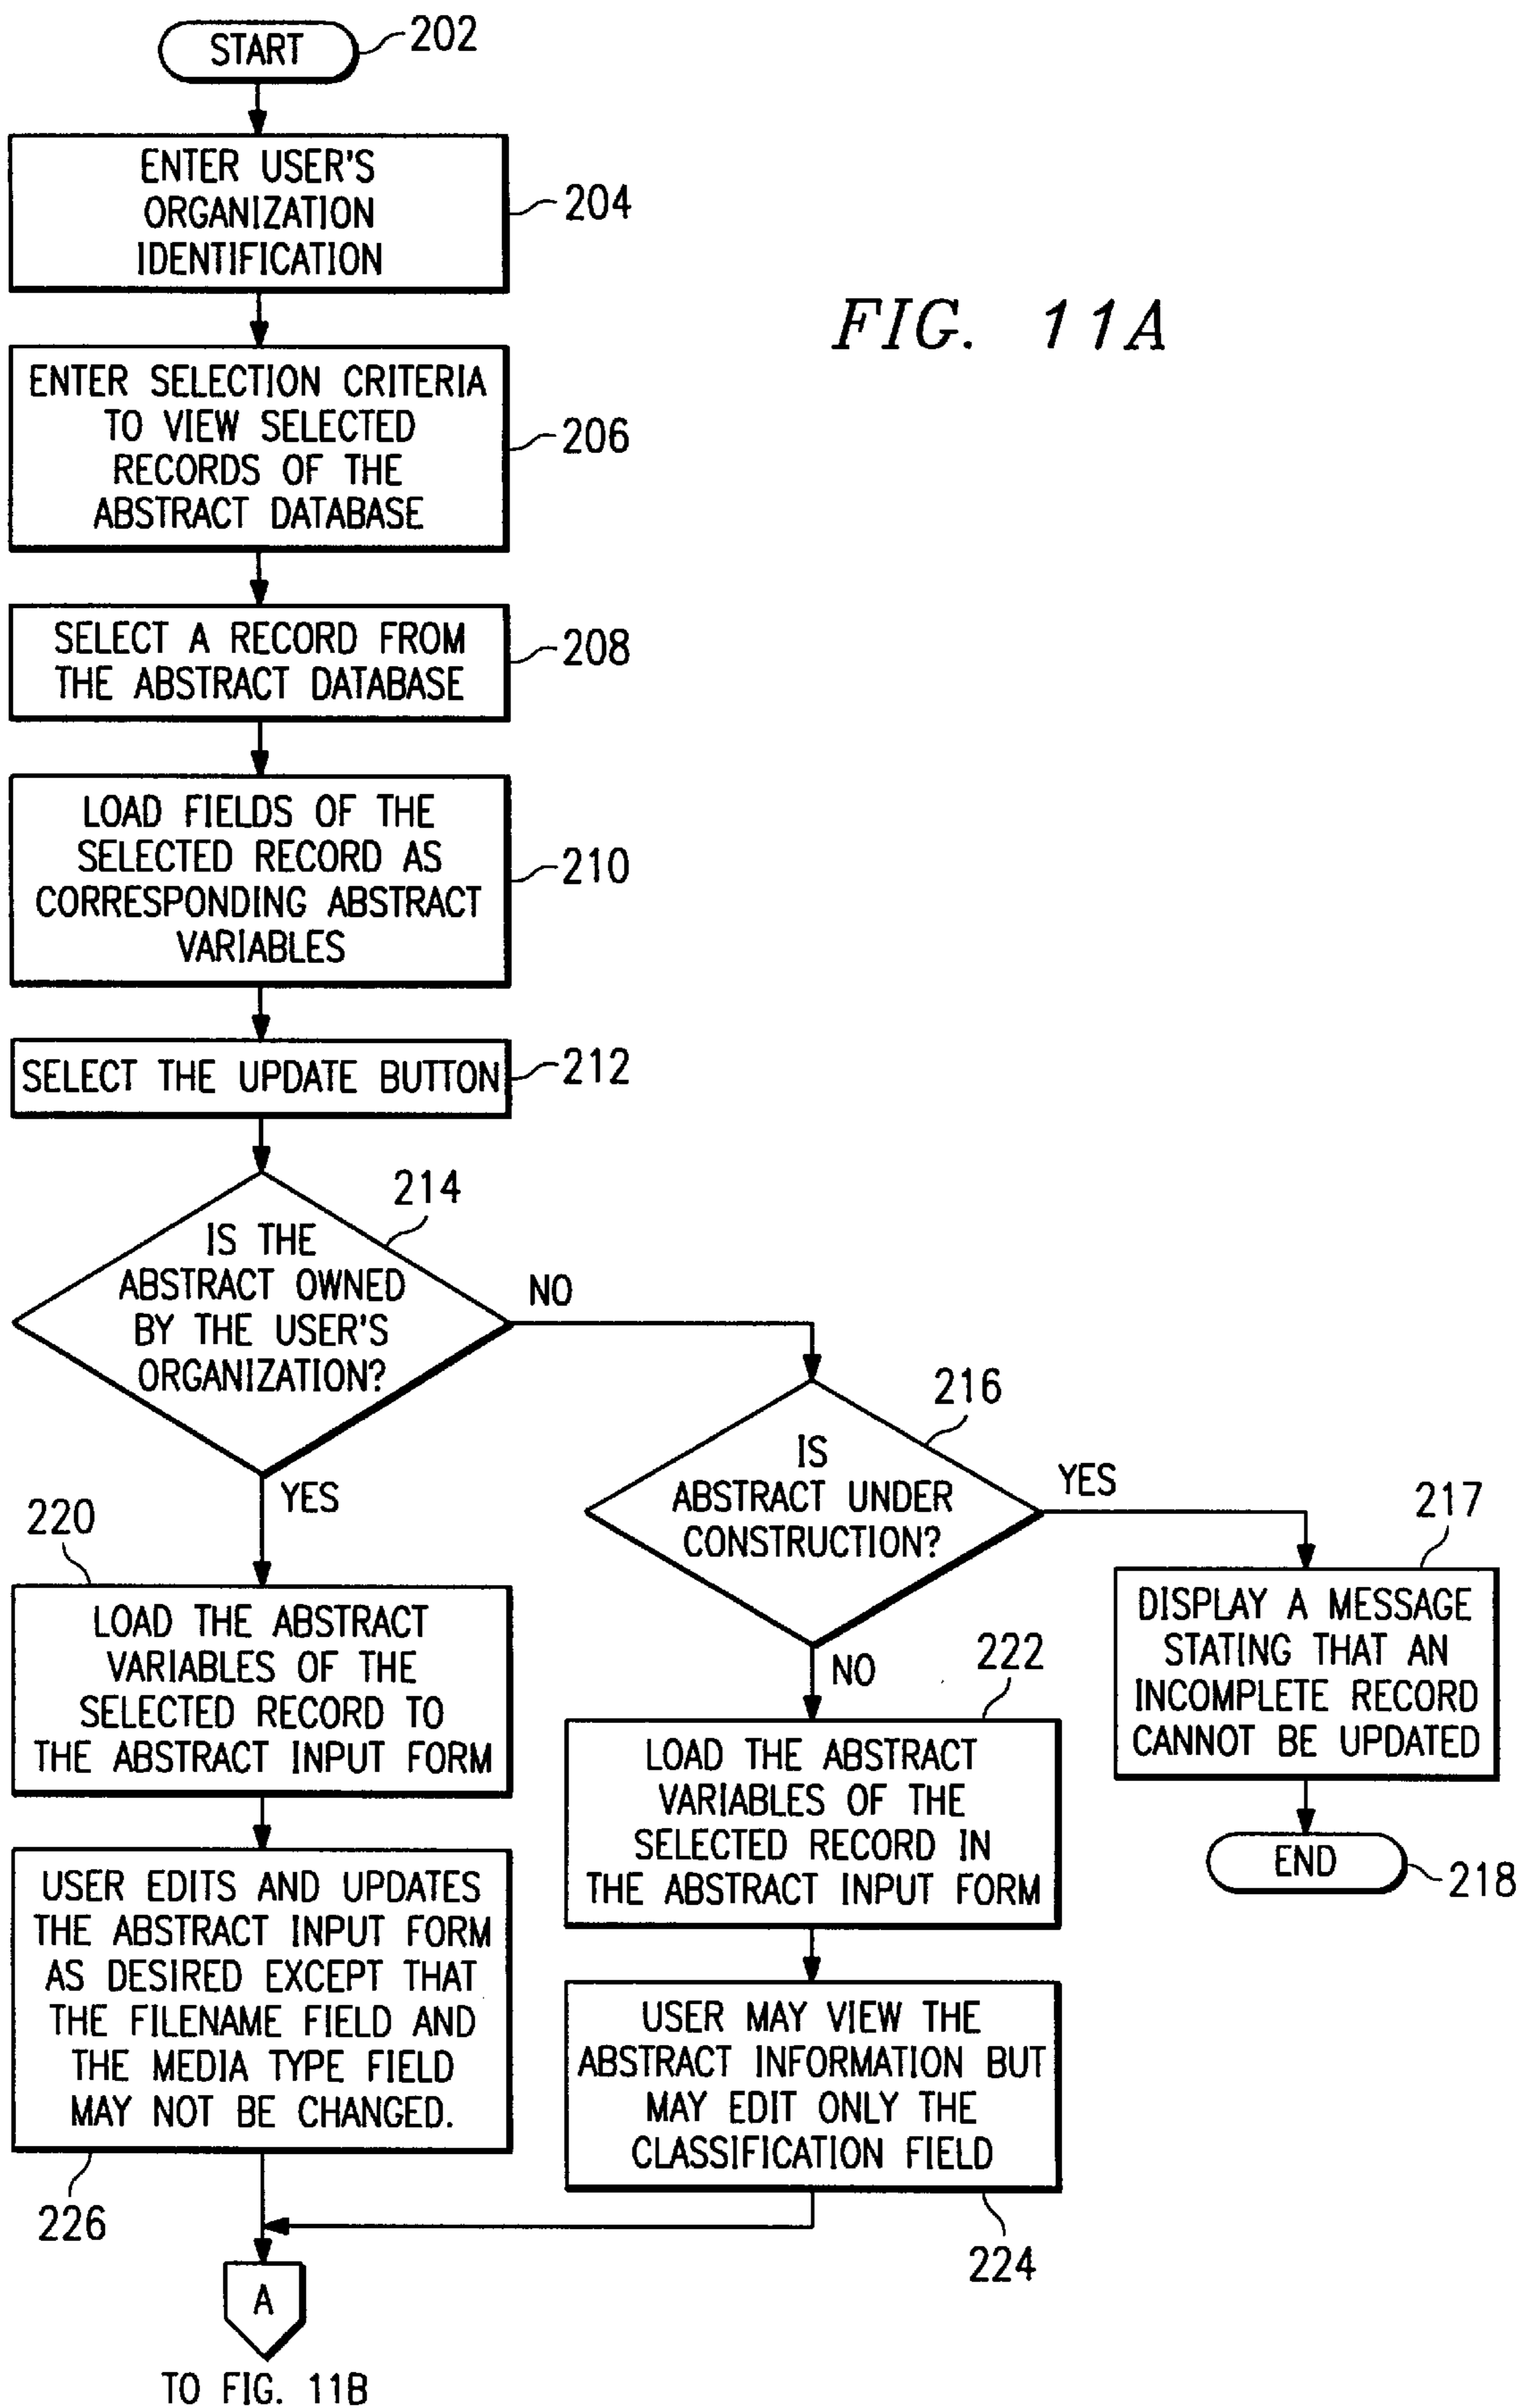 START
202
ENTER USER'S
ORGANIZATION
IDENTIFICATION
204
FIG. 11A
ENTER SELECTION CRITERIA
TO VIEW SELECTED
RECORDS OF THE
ABSTRACT DATABASE
206
SELECT A RECORD FROM
THE ABSTRACT DATABASE
208
LOAD FIELDS OF THE
SELECTED RECORD AS
CORRESPONDING ABSTRACT
VARIABLES
210
SELECT THE UPDATE BUTTON
212
214
IS THE
ABSTRACT OWNED
BY THE USER'S
ORGANIZATION?
NO
YES
216
IS
ABSTRACT UNDER
CONSTRUCTION?
YES
NO
217
DISPLAY A MESSAGE
STATING THAT AN
INCOMPLETE RECORD
CANNOT BE UPDATED
END
218
220
LOAD THE ABSTRACT
VARIABLES OF THE
SELECTED RECORD TO
THE ABSTRACT INPUT FORM
222
LOAD THE ABSTRACT
VARIABLES OF THE
SELECTED RECORD IN
THE ABSTRACT INPUT FORM
USER EDITS AND UPDATES
THE ABSTRACT INPUT FORM
AS DESIRED EXCEPT THAT
THE FILENAME FIELD AND
THE MEDIA TYPE FIELD
MAY NOT BE CHANGED.
226
USER MAY VIEW THE
ABSTRACT INFORMATION BUT
MAY EDIT ONLY THE
CLASSIFICATION FIELD
224
A
TO FIG. 11B